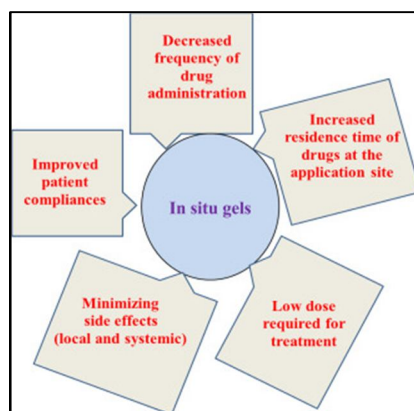 Decreased
frequency of
drug
administration
Increased
residence time of
drugs at the
application site
Improved
patient
compliances
In situ gels
Minimizing
side effects
(local and systemic)
Low dose
required for
treatment